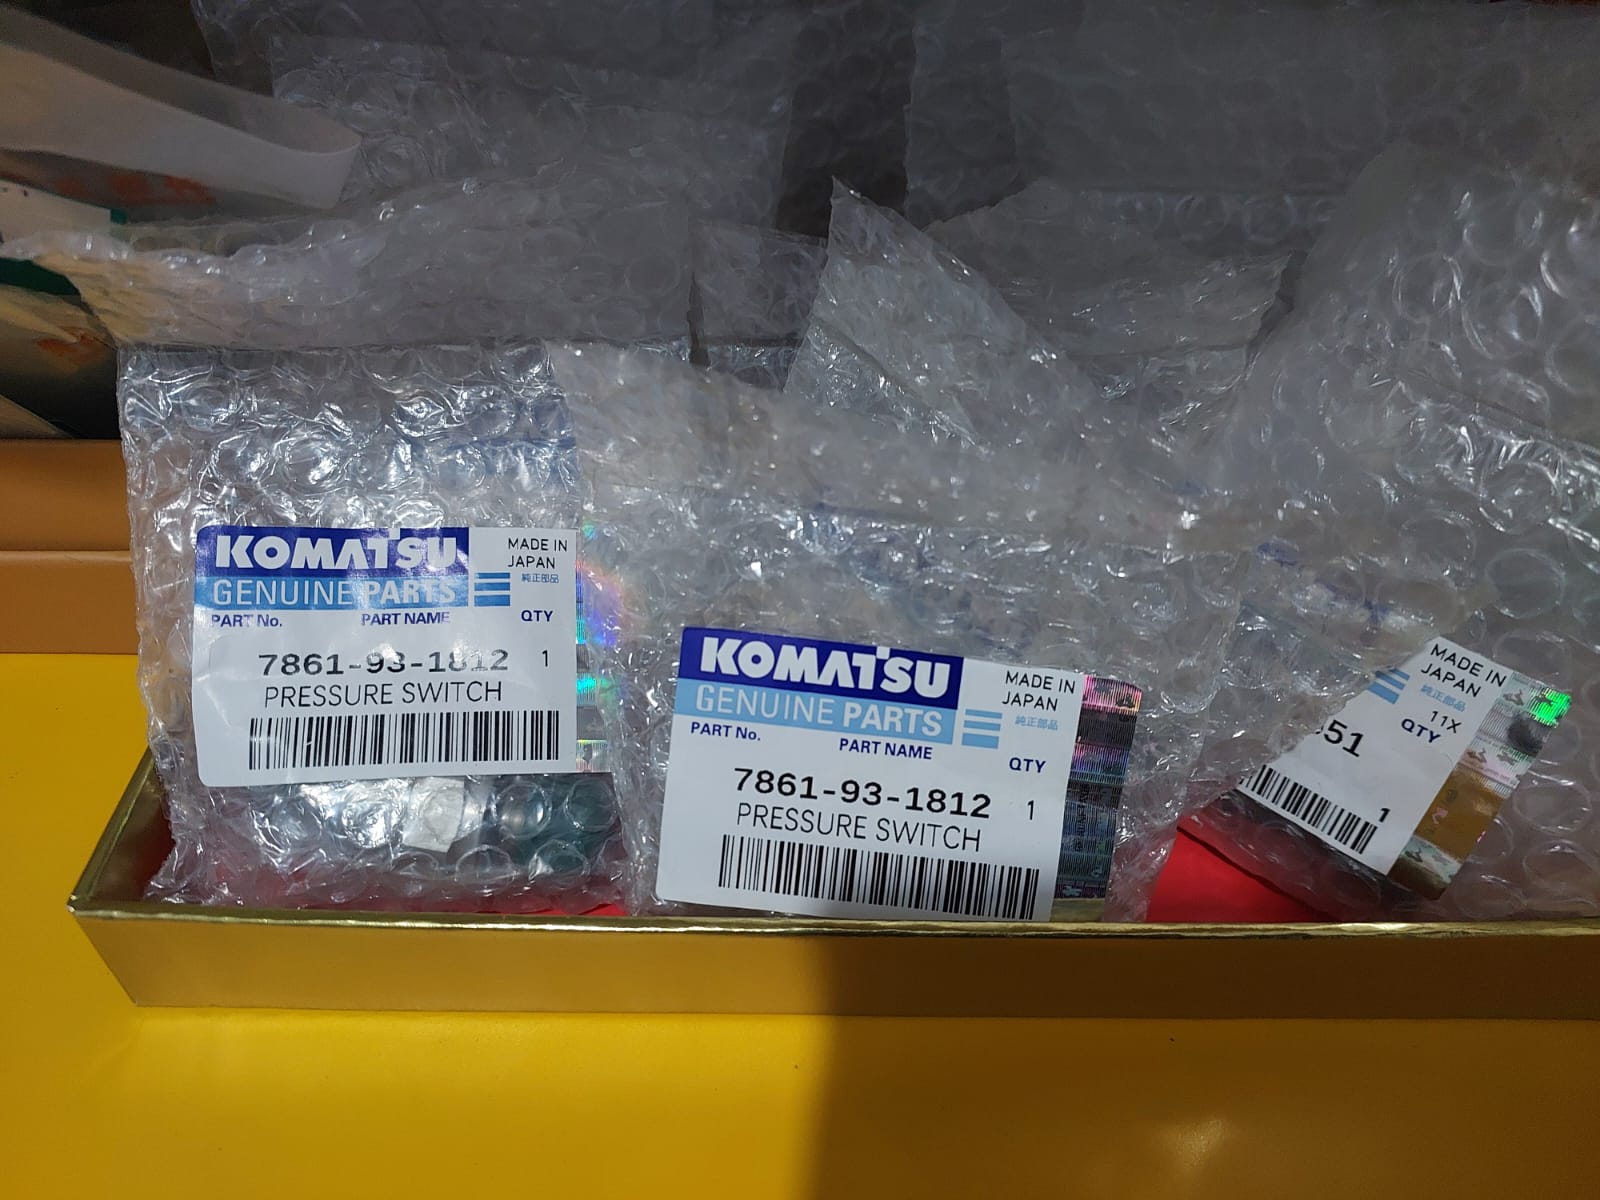 KOMATSU
GENUINE PARTS
MADE IN
JAPAN
純正部品
PART No.
PART NAME
QTY
7861-93-1812
1
PRESSURE SWITCH
KOMATSU
GENUINE PARTS
MADE IN
JAPAN
純正部品
PART No.
PART NAME
QTY
7861-93-1812
1
PRESSURE SWITCH
MADE IN
JAPAN
純正部品
11X
QTY
51
1